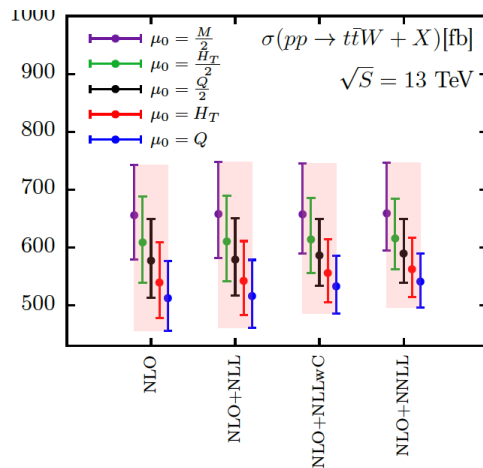 1000
900
800
700
600
500
μ₀ = M/2
μ₀ = H_T/2
μ₀ = Q/2
μ₀ = H_T
μ₀ = Q
σ(pp → tt̄W + X)[fb]
√S = 13 TeV
NLO
NLO+NLL
NLO+NLLwC
NLO+NNLL